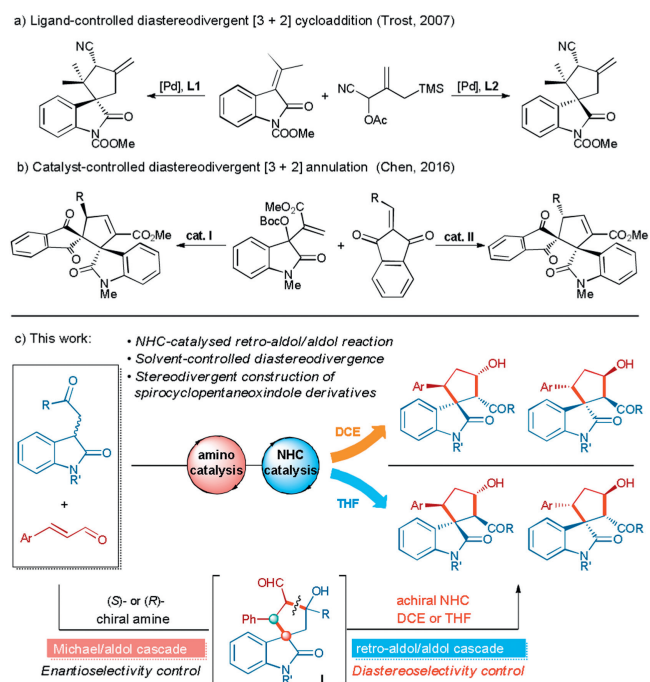 a) Ligand-controlled diastereodivergent [3 + 2] cycloaddition (Trost, 2007)
NC
O
N
COOMe
[Pd], L1
O
N
COOMe
+
NC
OAc
TMS
[Pd], L2
NC
O
N
COOMe
b) Catalyst-controlled diastereodivergent [3 + 2] annulation (Chen, 2016)
R
O
O
CO2Me
O
N
Me
cat. I
MeO2C
BocO
O
N
Me
+
R
O
O
cat. II
R
O
O
CO2Me
O
N
Me
c) This work:
• NHC-catalysed retro-aldol/aldol reaction
• Solvent-controlled diastereodivergence
• Stereodivergent construction of
spirocyclopentaneoxindole derivatives
O
R
O
N
R'
+
Ar
O
amino
catalysis
NHC
catalysis
DCE
THF
OH
Ar
COR
O
N
R'
OH
Ar
COR
O
N
R'
OH
Ar
COR
O
N
R'
OH
Ar
COR
O
N
R'
(S)- or (R)-
chiral amine
Michael/aldol cascade
Enantioselectivity control
OHC
OH
R
Ph
O
N
R'
I
achiral NHC
DCE or THF
retro-aldol/aldol cascade
Diastereoselectivity control